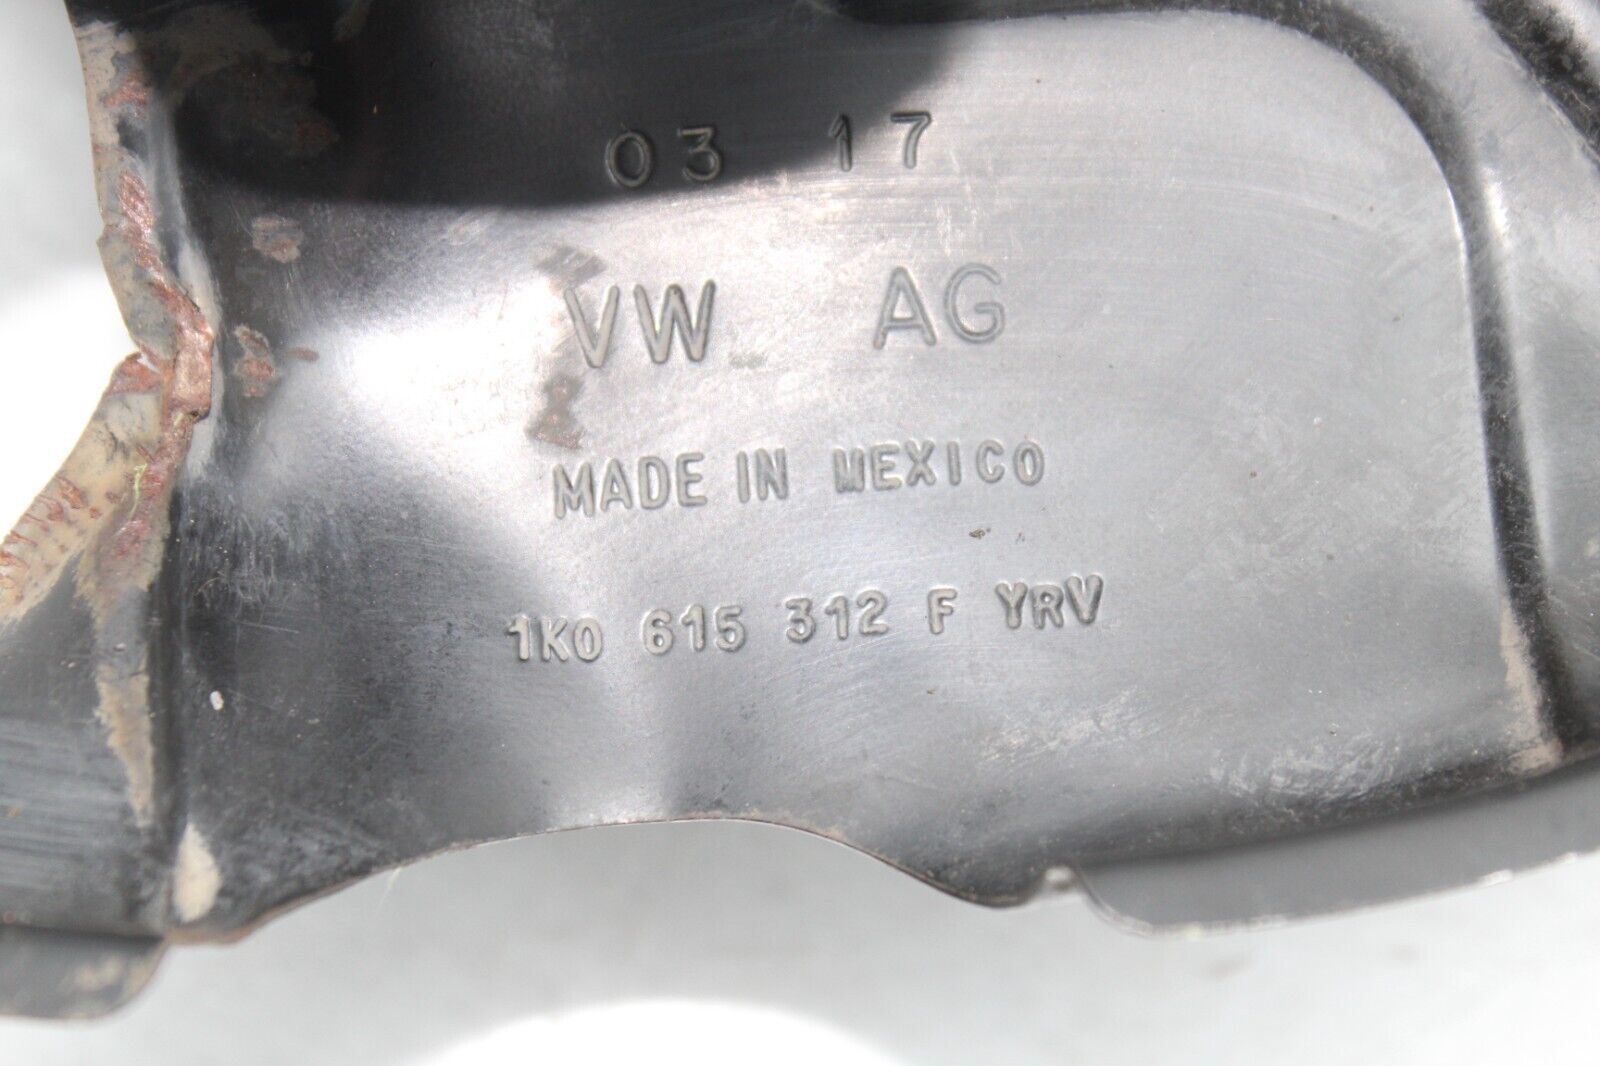 03 17
VW AG
MADE IN MEXICO
1K0 615 312 F YRV